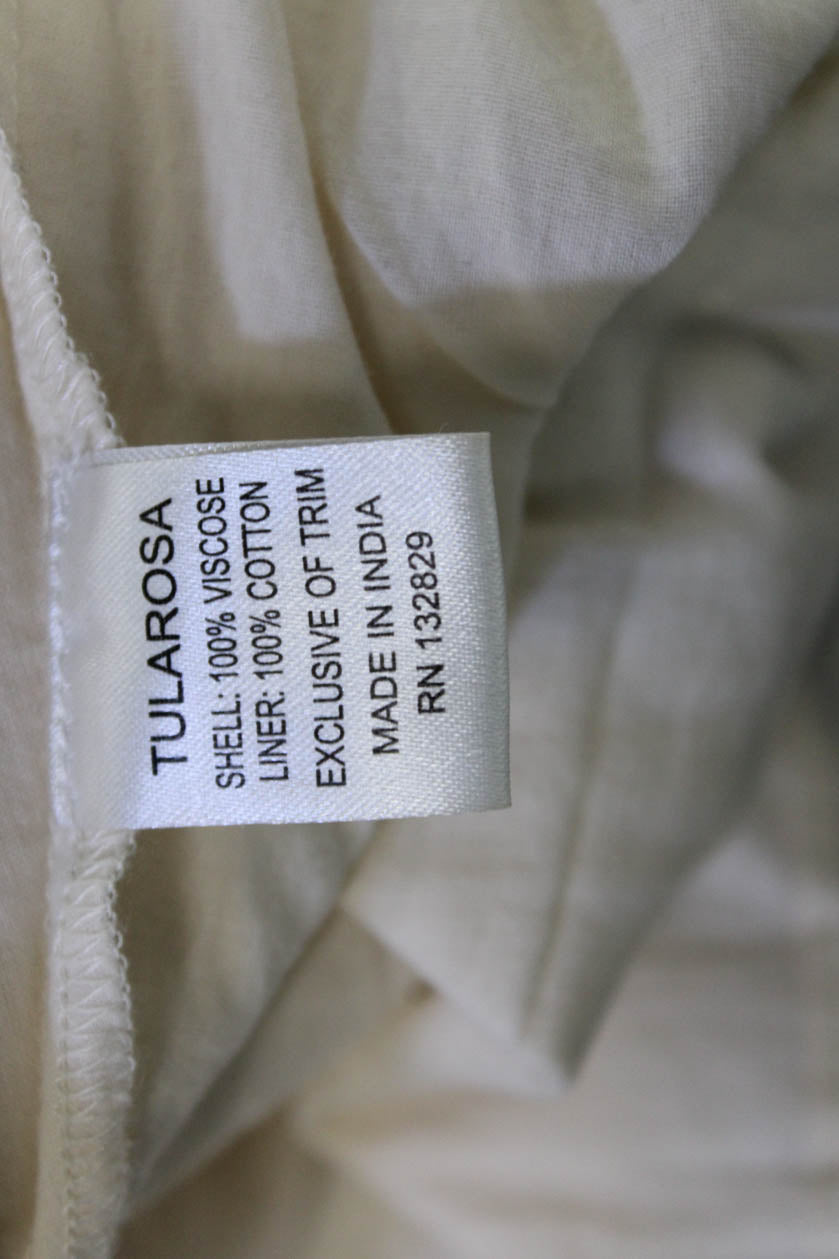 TULAROSA
SHELL: 100% VISCOSE
LINER: 100% COTTON
EXCLUSIVE OF TRIM
MADE IN INDIA
RN 132829